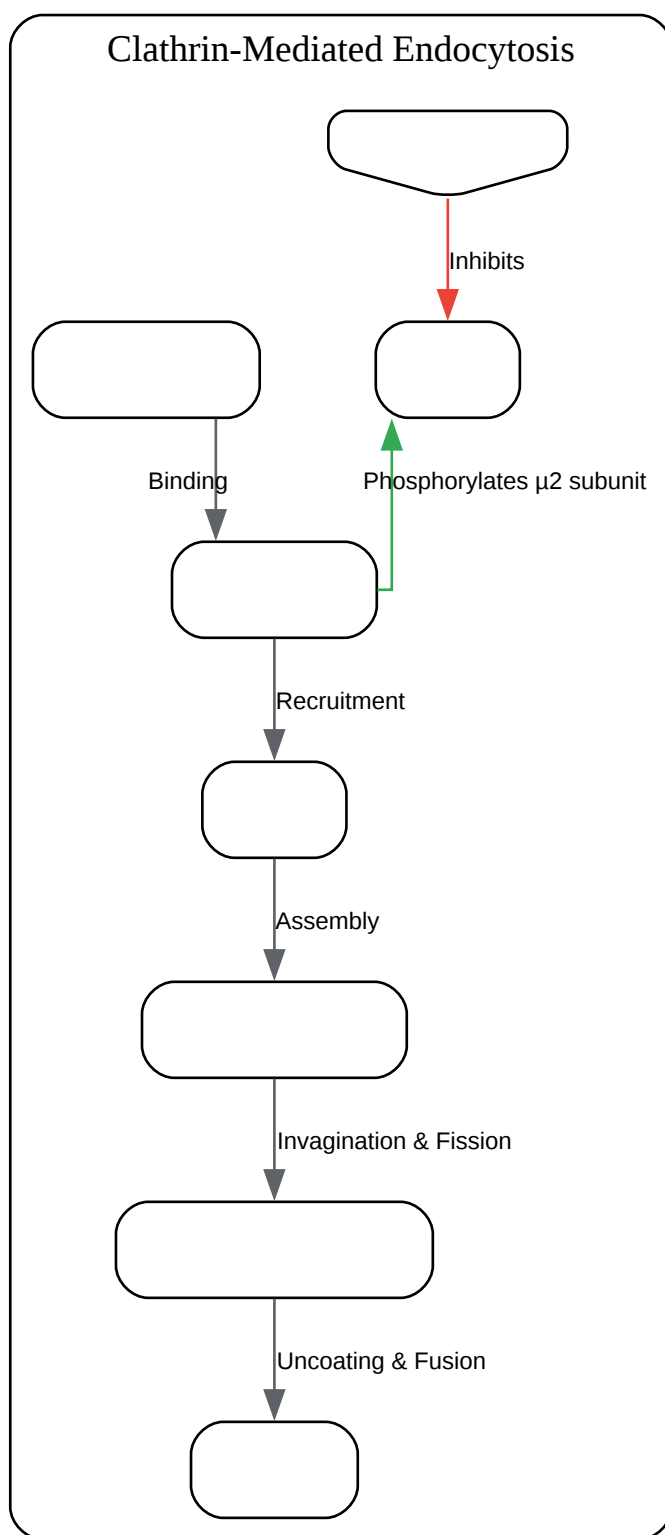 Clathrin-Mediated Endocytosis
Inhibits
Binding
Phosphorylates µ2 subunit
Recruitment
Assembly
Invagination & Fission
Uncoating & Fusion